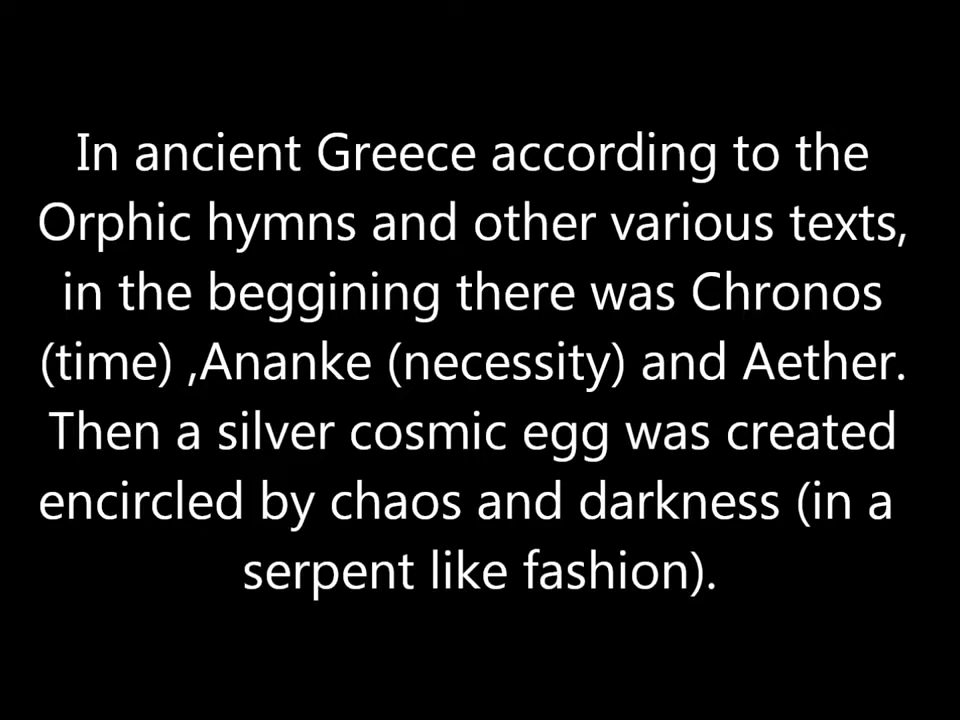 In ancient Greece according to the
Orphic hymns and other various texts,
in the beggining there was Chronos
(time) ,Ananke (necessity) and Aether.
Then a silver cosmic egg was created
encircled by chaos and darkness (in a
serpent like fashion).